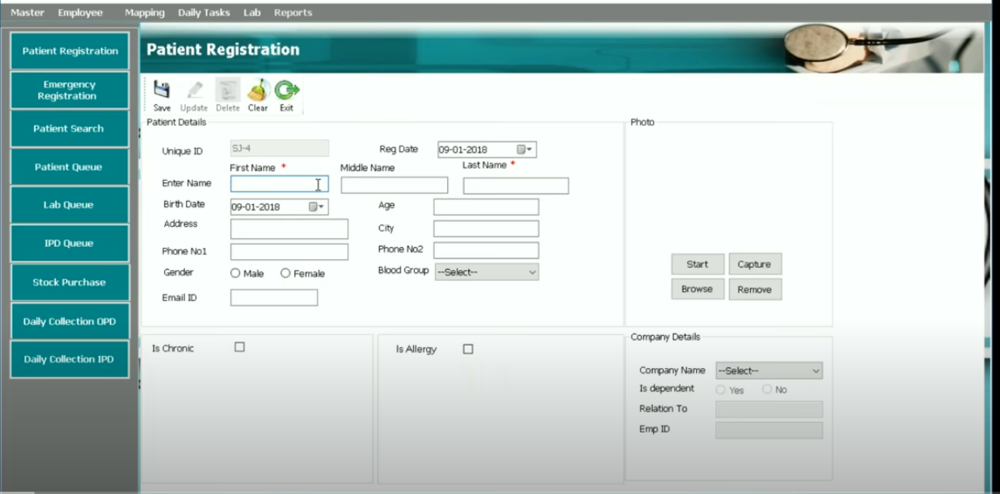 Master Employee Mapping Daily Tasks Lab Reports
Patient Registration
Emergency
Registration
Patient Search
Patient Queue
Lab Queue
IPD Queue
Stock Purchase
Daily Collection OPD
Daily Collection IPD
Patient Registration
Save Update Delete Clear Exit
Patient Details
Unique ID SJ-4 Reg Date 09-01-2018
First Name * Middle Name Last Name *
Enter Name
Birth Date 09-01-2018 Age
Address City
Phone No1 Phone No2
Gender Male Female Blood Group --Select--
Email ID
Photo
Start Capture
Browse Remove
Is Chronic
Is Allergy
Company Details
Company Name --Select--
Is dependent Yes No
Relation To
Emp ID